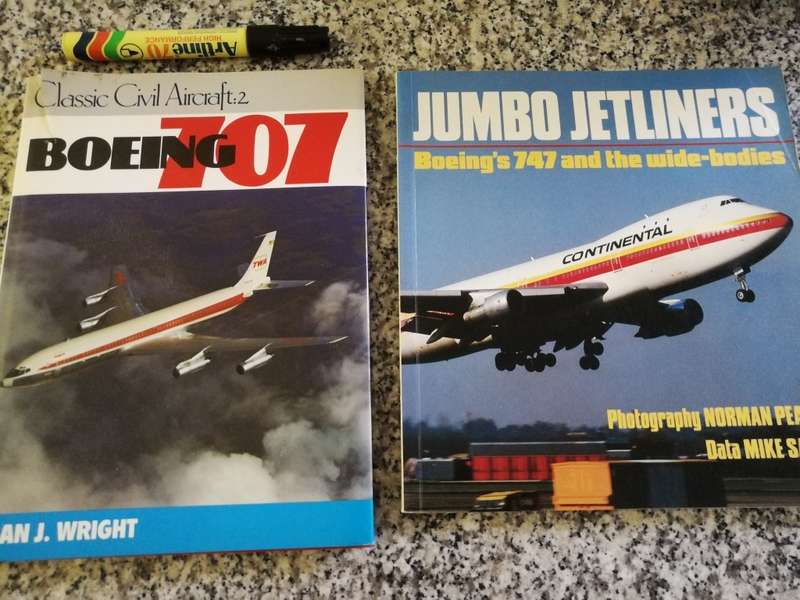 Artline 70
HIGH PERFORMANCE
Classic Civil Aircraft:2
BOEING 707
TWA
AN J. WRIGHT
JUMBO JETLINERS
Boeing's 747 and the wide-bodies
CONTINENTAL
Photography NORMAN PEA
Data MIKE